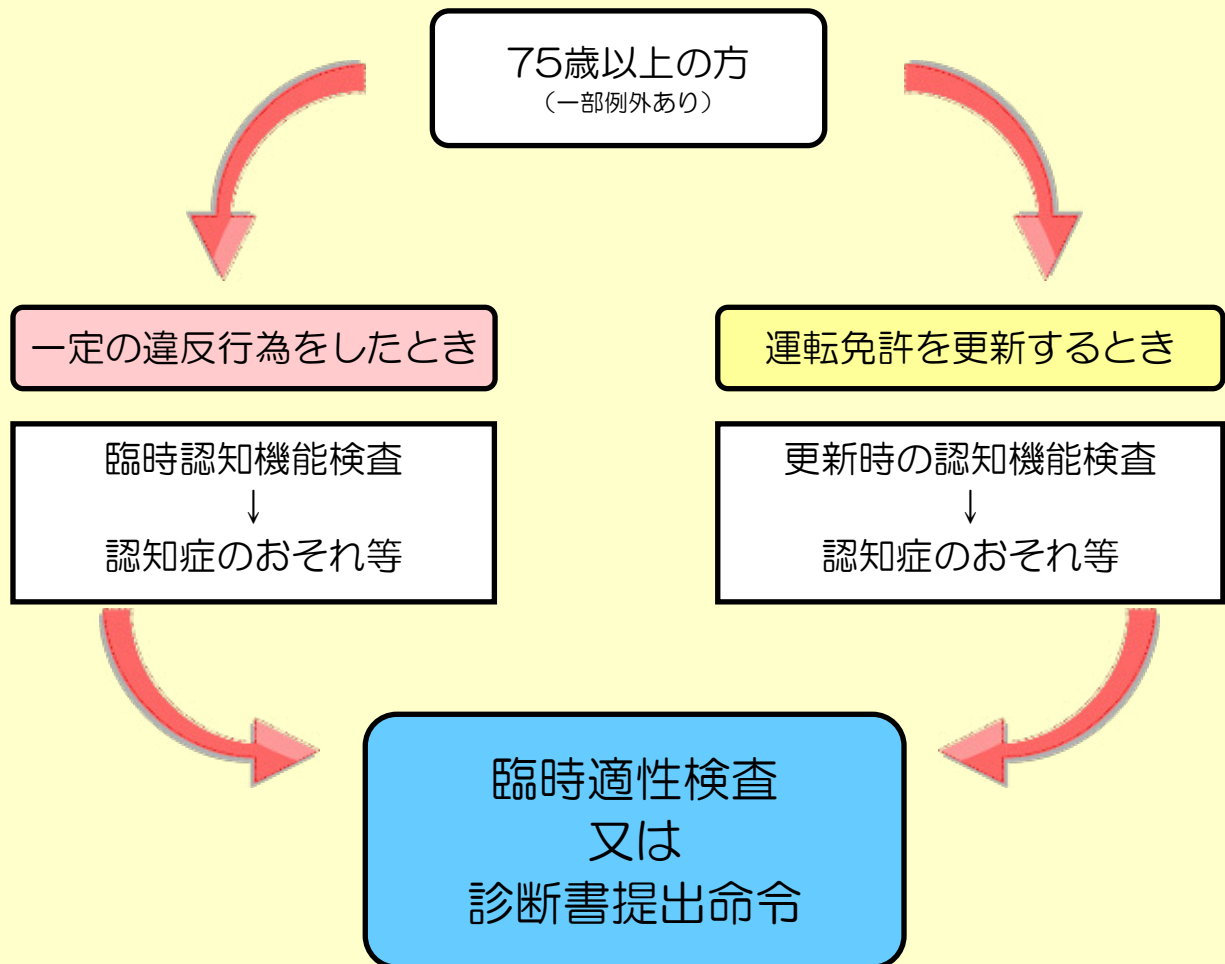 75歳以上の方
（一部例外あり）
一定の違反行為をしたとき
運転免許を更新するとき
臨時認知機能検査
↓
認知症のおそれ等
更新時の認知機能検査
↓
認知症のおそれ等
臨時適性検査
又は
診断書提出命令